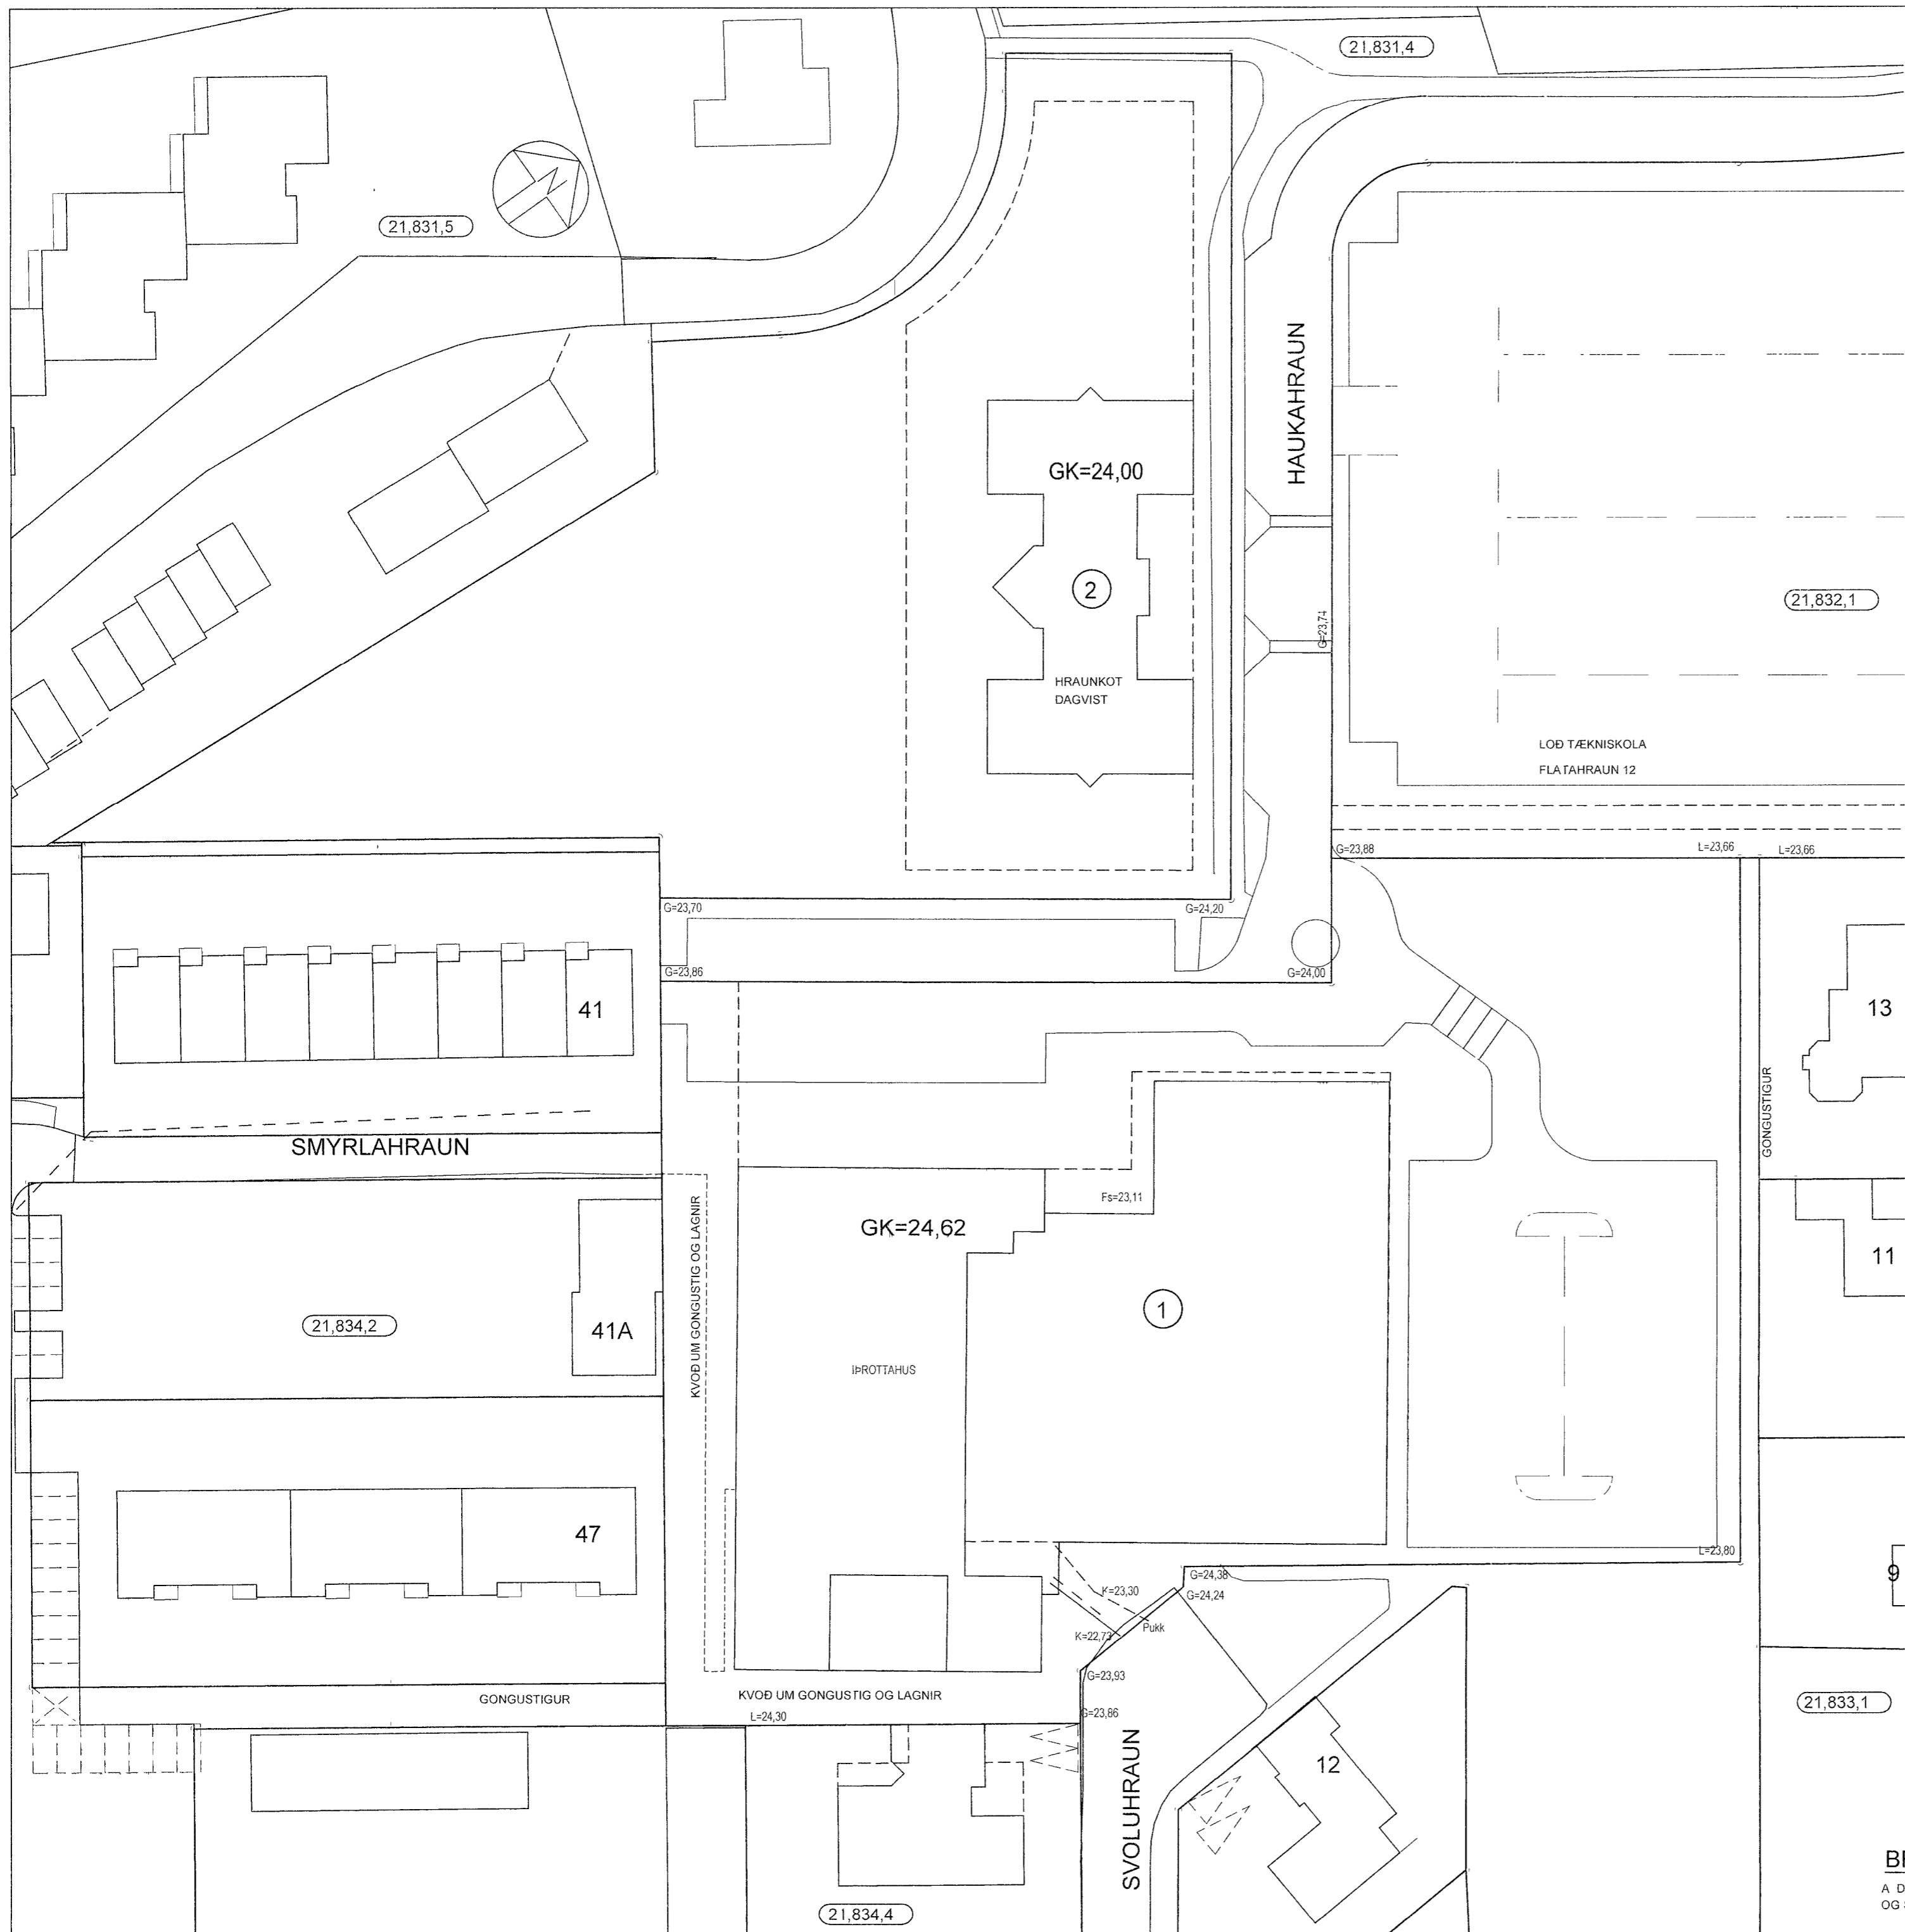 21,831,4
21,831,5
N
HAUKAHRAUN
GK=24,00
2
21,832,1
G=23,74
HRAUNKOT
DAGVIST
LOÐ TÆKNISKOLA
FLATAHRAUN 12
G=23,88
L=23,66
L=23,66
G=23,70
G=24,20
G=23,86
G=24,00
41
13
GONGUSTIGUR
SMYRLAHRAUN
Fs=23,11
KVOÐ UM GONGUSTIG OG LAGNIR
GK=24,62
11
1
21,834,2
41A
IÞROTTAHUS
47
L=23,80
9
G=24,38
K=23,30
G=24,24
Pukk
K=22,73
G=23,93
GONGUSTIGUR
KVOÐ UM GONGUSTIG OG LAGNIR
21,833,1
L=24,30
G=23,86
SVOLUHRAUN
12
A D
OG
21,834,4